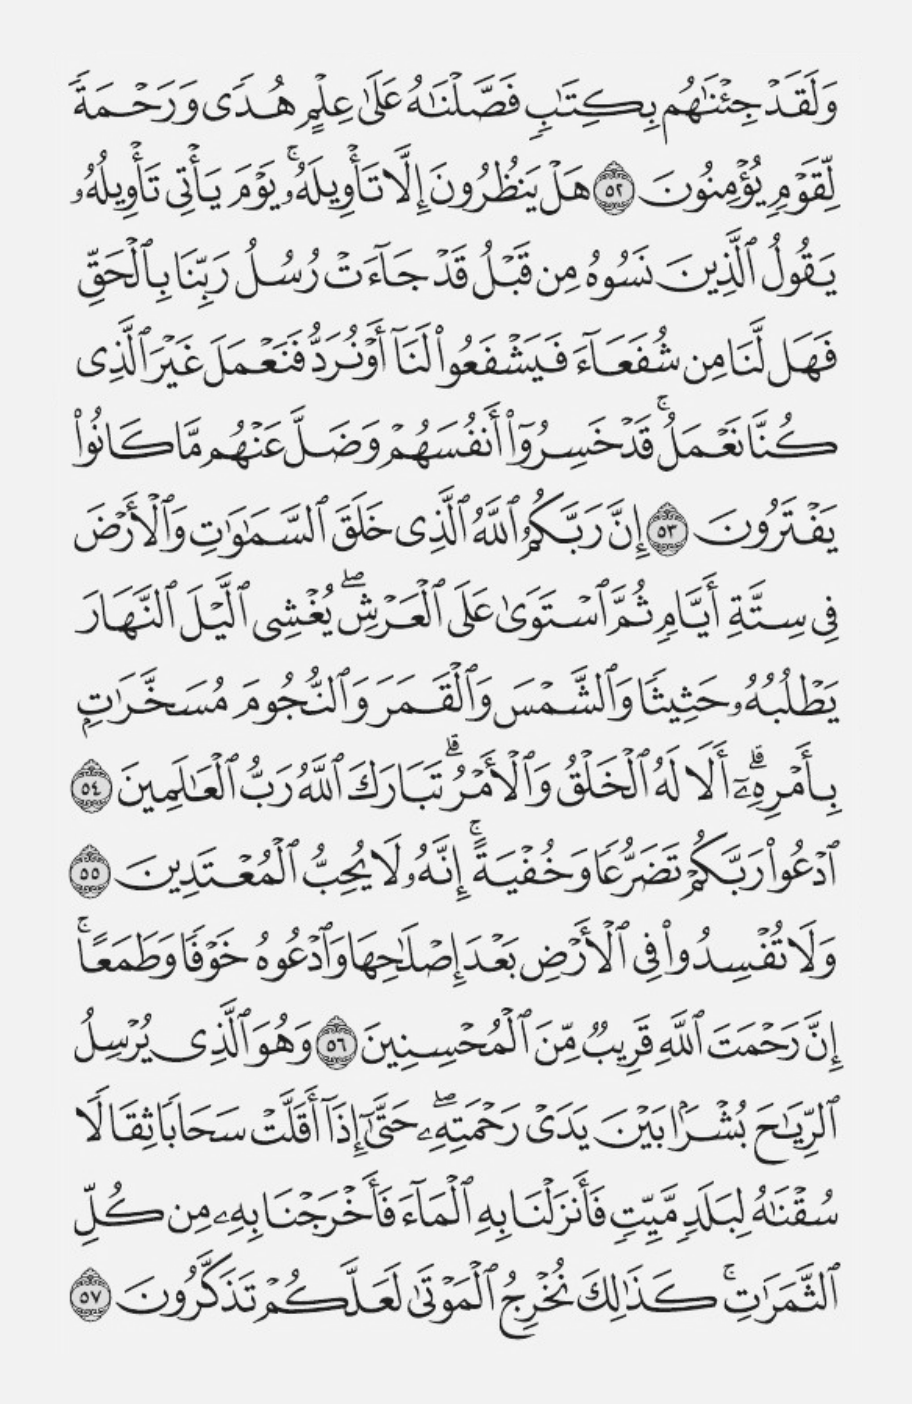 وَلَقَدْ جِئْنَٰهُم بِكِتَٰبٍ فَصَّلْنَٰهُ عَلَىٰ عِلْمٍ هُدًى وَرَحْمَةً
لِّقَوْمٍ يُؤْمِنُونَ ٥٢ هَلْ يَنظُرُونَ إِلَّا تَأْوِيلَهُۥ ۚ يَوْمَ يَأْتِى تَأْوِيلُهُۥ
يَقُولُ ٱلَّذِينَ نَسُوهُ مِن قَبْلُ قَدْ جَآءَتْ رُسُلُ رَبِّنَا بِٱلْحَقِّ
فَهَل لَّنَا مِن شُفَعَآءَ فَيَشْفَعُوا۟ لَنَآ أَوْ نُرَدُّ فَنَعْمَلَ غَيْرَ ٱلَّذِى
كُنَّا نَعْمَلُ ۚ قَدْ خَسِرُوٓا۟ أَنفُسَهُمْ وَضَلَّ عَنْهُم مَّا كَانُوا۟
يَفْتَرُونَ ٥٣ إِنَّ رَبَّكُمُ ٱللَّهُ ٱلَّذِى خَلَقَ ٱلسَّمَٰوَٰتِ وَٱلْأَرْضَ
فِى سِتَّةِ أَيَّامٍ ثُمَّ ٱسْتَوَىٰ عَلَى ٱلْعَرْشِ ۖ يُغْشِى ٱلَّيْلَ ٱلنَّهَارَ
يَطْلُبُهُۥ حَثِيثًا وَٱلشَّمْسَ وَٱلْقَمَرَ وَٱلنُّجُومَ مُسَخَّرَٰتٍۭ
بِأَمْرِهِۦٓ ۗ أَلَا لَهُ ٱلْخَلْقُ وَٱلْأَمْرُ ۗ تَبَارَكَ ٱللَّهُ رَبُّ ٱلْعَٰلَمِينَ ٥٤
ٱدْعُوا۟ رَبَّكُمْ تَضَرُّعًا وَخُفْيَةً ۚ إِنَّهُۥ لَا يُحِبُّ ٱلْمُعْتَدِينَ ٥٥
وَلَا تُفْسِدُوا۟ فِى ٱلْأَرْضِ بَعْدَ إِصْلَٰحِهَا وَٱدْعُوهُ خَوْفًا وَطَمَعًا ۚ
إِنَّ رَحْمَتَ ٱللَّهِ قَرِيبٌ مِّنَ ٱلْمُحْسِنِينَ ٥٦ وَهُوَ ٱلَّذِى يُرْسِلُ
ٱلرِّيَٰحَ بُشْرًۢا بَيْنَ يَدَىْ رَحْمَتِهِۦ ۖ حَتَّىٰٓ إِذَآ أَقَلَّتْ سَحَابًا ثِقَالًا
سُقْنَٰهُ لِبَلَدٍ مَّيِّتٍ فَأَنزَلْنَا بِهِ ٱلْمَآءَ فَأَخْرَجْنَا بِهِۦ مِن كُلِّ
ٱلثَّمَرَٰتِ ۚ كَذَٰلِكَ نُخْرِجُ ٱلْمَوْتَىٰ لَعَلَّكُمْ تَذَكَّرُونَ ٥٧